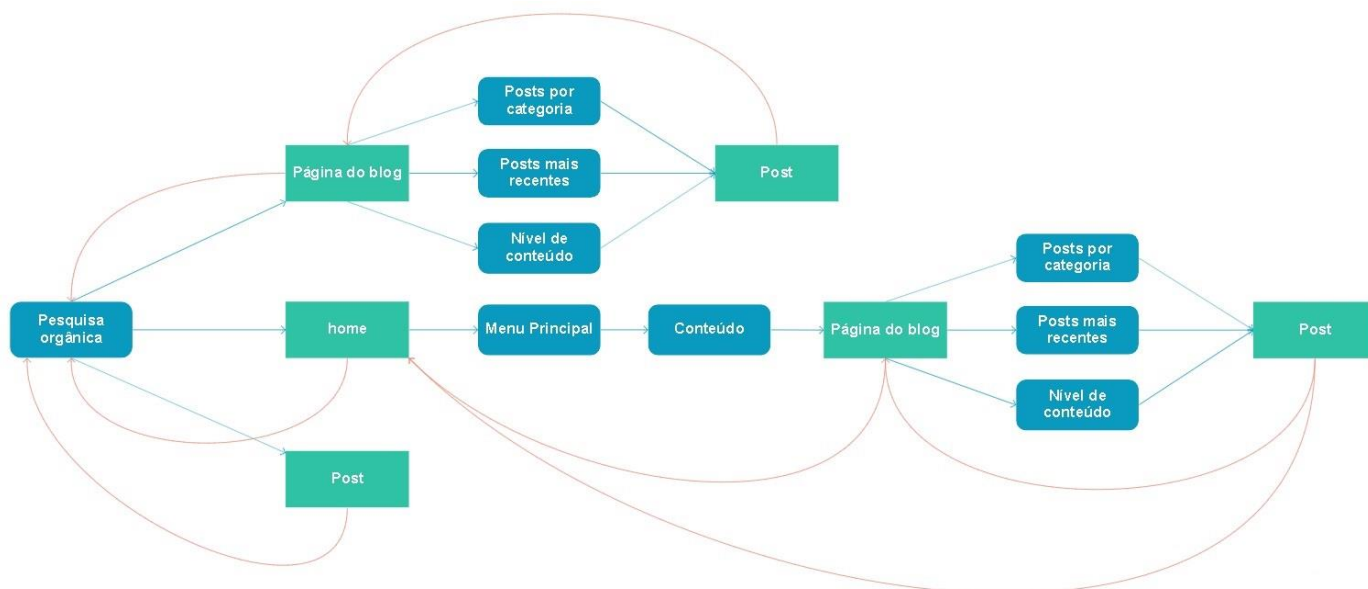 Posts por
categoria
Página do blog
Posts mais
recentes
Post
Nível de
conteúdo
Pesquisa
orgânica
home
Menu Principal
Conteúdo
Página do blog
Posts por
categoria
Posts mais
recentes
Nível de
conteúdo
Post
Post